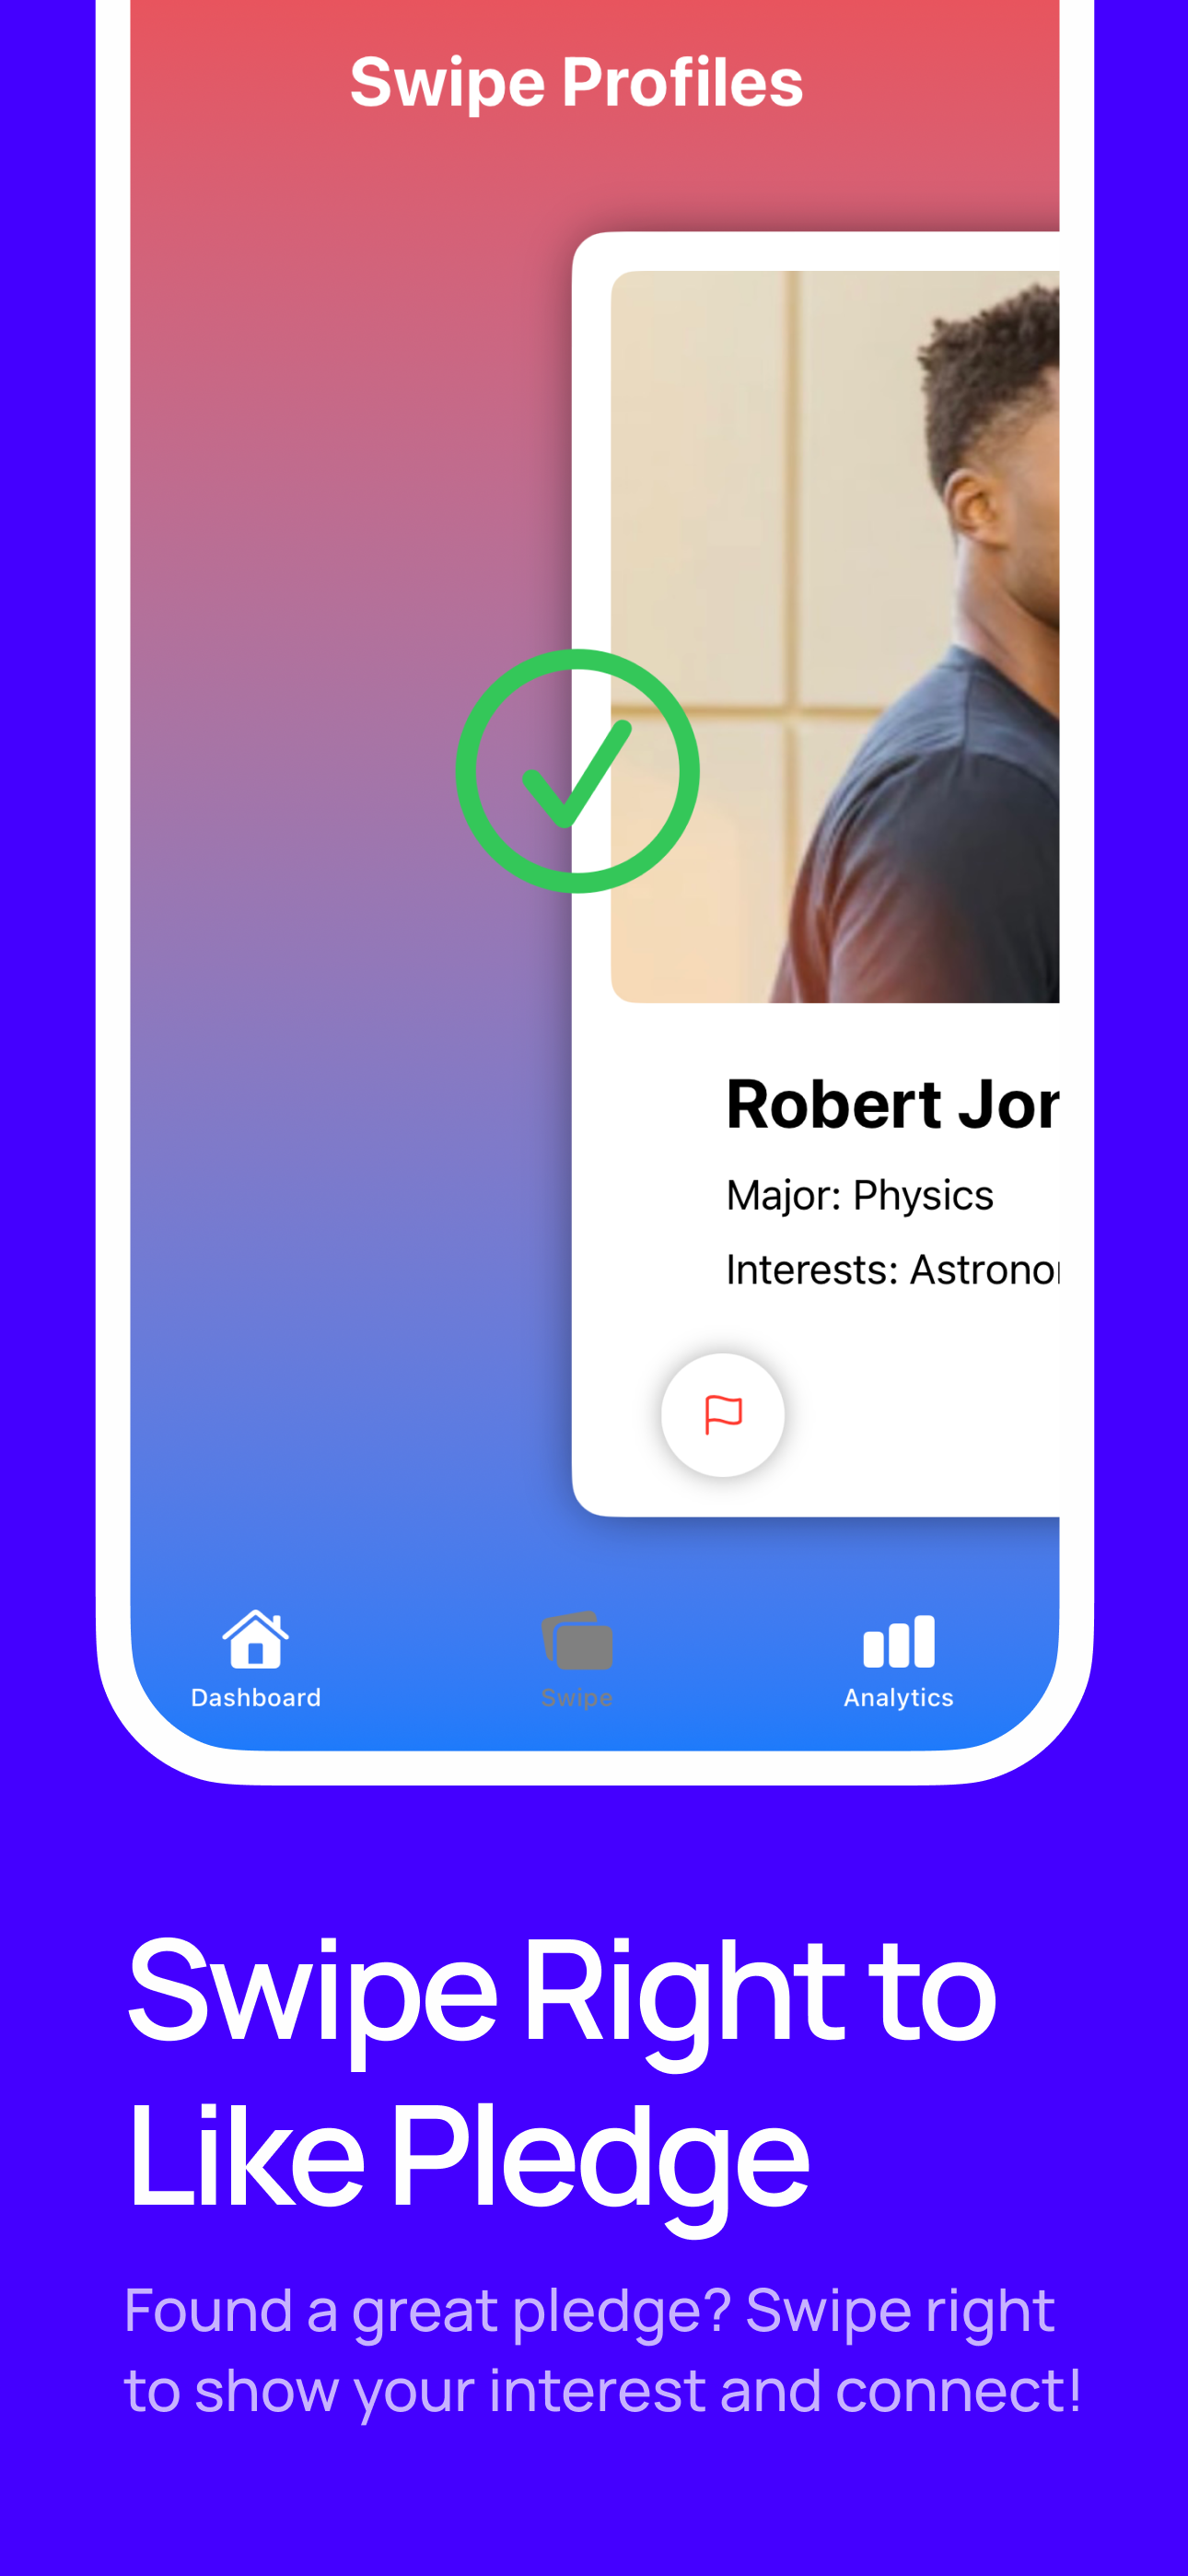 Swipe Profiles
Robert Jor
Major: Physics
Interests: Astrono
Dashboard
Swipe
Analytics
Swipe Right to
Like Pledge
Found a great pledge? Swipe right
to show your interest and connect!